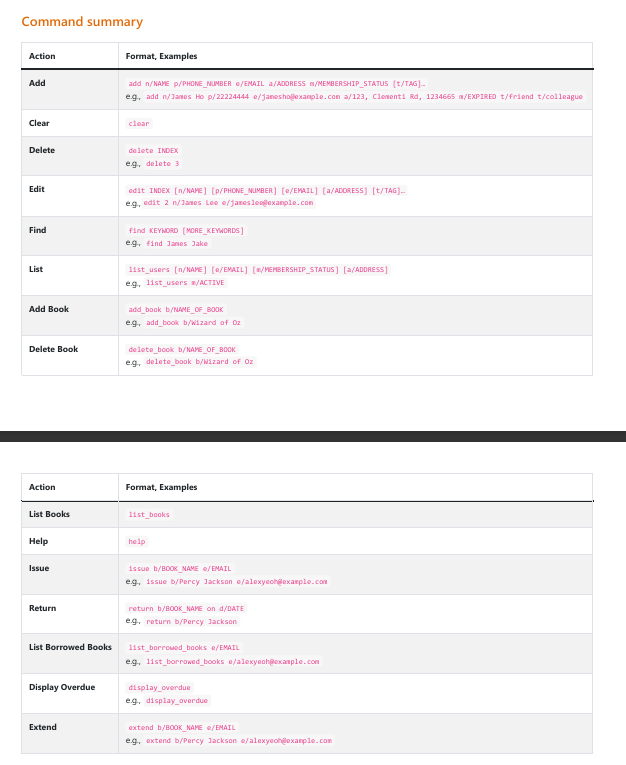 Command summary
Action Format, Examples
Add add n/NAME p/PHONE_NUMBER e/EMAIL a/ADDRESS m/MEMBERSHIP_STATUS [t/TAG]…
e.g., add n/James Ho p/22224444 e/jamesho@example.com a/123, Clementi Rd, 1234665 m/EXPIRED t/friend t/colleague
Clear clear
Delete delete INDEX
e.g., delete 3
Edit edit INDEX [n/NAME] [p/PHONE_NUMBER] [e/EMAIL] [a/ADDRESS] [t/TAG]…
e.g., edit 2 n/James Lee e/jameslee@example.com
Find find KEYWORD [MORE_KEYWORDS]
e.g., find James Jake
List list_users [n/NAME] [e/EMAIL] [m/MEMBERSHIP_STATUS] [a/ADDRESS]
e.g., list_users m/ACTIVE
Add Book add_book b/NAME_OF_BOOK
e.g., add_book b/Wizard of Oz
Delete Book delete_book b/NAME_OF_BOOK
e.g., delete_book b/Wizard of Oz
Action Format, Examples
List Books list_books
Help help
Issue issue b/BOOK_NAME e/EMAIL
e.g., issue b/Percy Jackson e/alexyeoh@example.com
Return return b/BOOK_NAME on d/DATE
e.g., return b/Percy Jackson
List Borrowed Books list_borrowed_books e/EMAIL
e.g., list_borrowed_books e/alexyeoh@example.com
Display Overdue display_overdue
e.g., display_overdue
Extend extend b/BOOK_NAME e/EMAIL
e.g., extend b/Percy Jackson e/alexyeoh@example.com